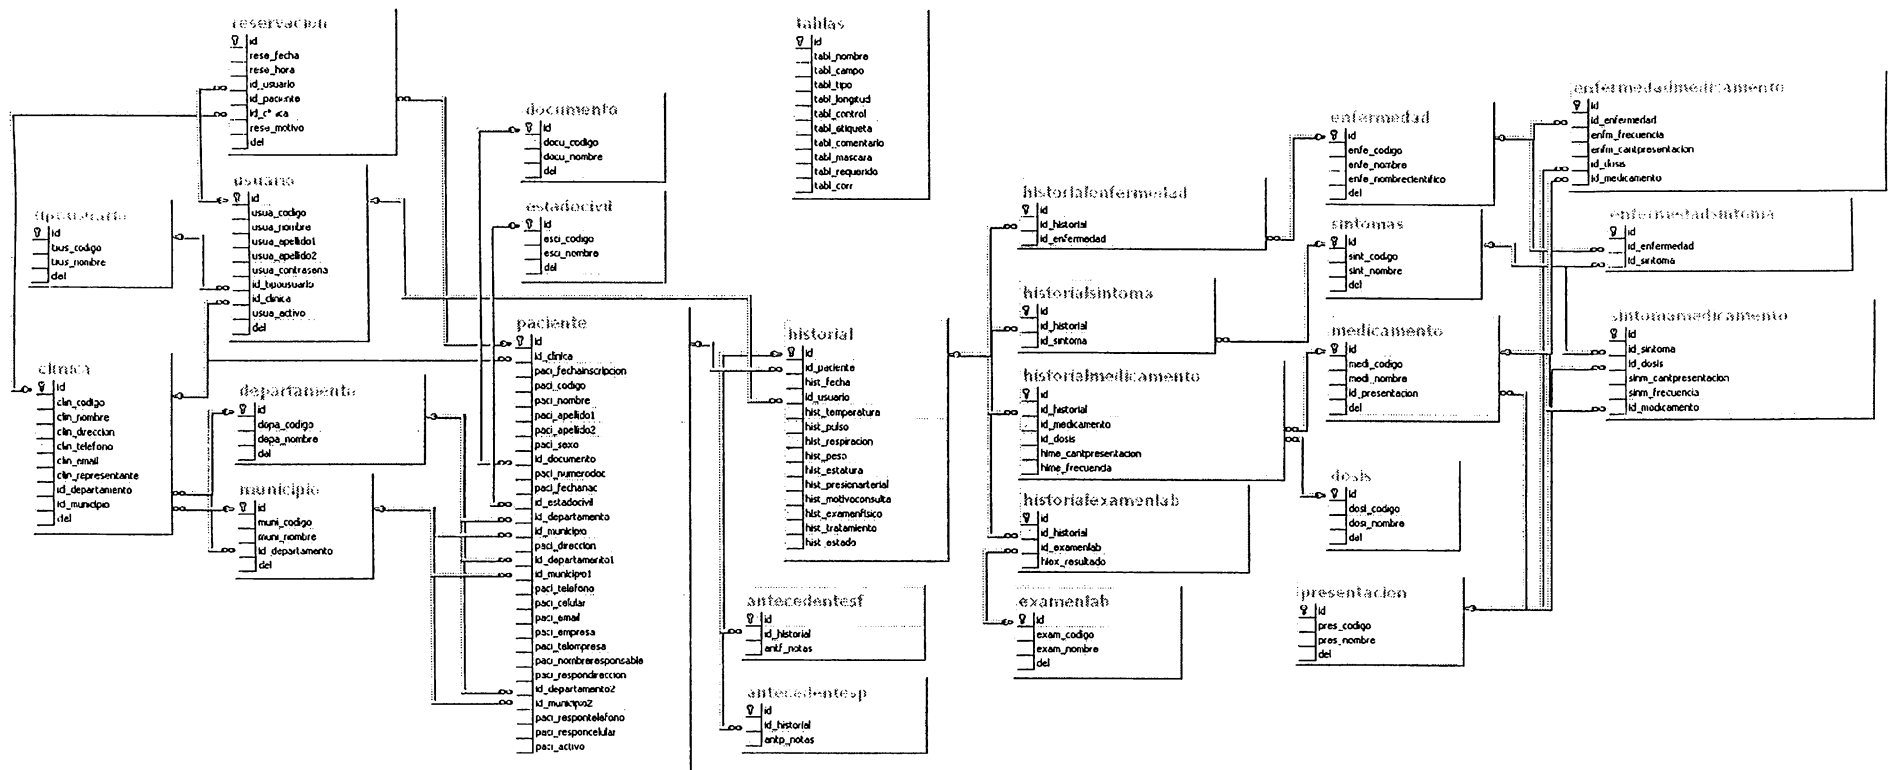 reservacion
id
rese_fecha
rese_hora
id_usuario
id_paciente
id_clinica
rese_motivo
del
usuario
id
usua_codigo
usua_nombre
usua_apellido1
usua_apellido2
usua_contrasena
id_tipousuario
id_clinica
usua_activo
del
tipousuario
id
tius_codigo
tius_nombre
del
clinica
id
clin_codigo
clin_nombre
clin_direccion
clin_telefono
clin_email
clin_representante
id_departamento
id_municipio
del
departamento
id
depa_codigo
depa_nombre
del
municipio
id
muni_codigo
muni_nombre
id_departamento
del
documento
id
docu_codigo
docu_nombre
del
estadocivil
id
esci_codigo
esci_nombre
del
paciente
id
id_clinica
paci_fechainscripcion
paci_codigo
paci_nombre
paci_apellido1
paci_apellido2
paci_sexo
id_documento
paci_numerodoc
paci_fechanac
id_estadocivil
id_departamento
id_municipio
paci_direccion
id_departamento1
id_municipio1
paci_telefono
paci_celular
paci_email
paci_empresa
paci_telempresa
paci_nombreresponsable
paci_respondireccion
id_departamento2
id_municipio2
paci_respontelefono
paci_responcelular
paci_activo
tablas
id
tabl_nombre
tabl_campo
tabl_tipo
tabl_longitud
tabl_control
tabl_etiqueta
tabl_comentario
tabl_mascara
tabl_requerido
tabl_corr
historial
id
id_paciente
hist_fecha
id_usuario
hist_temperatura
hist_pulso
hist_respiracion
hist_peso
hist_estatura
hist_presionarterial
hist_motivoconsulta
hist_examenfisico
hist_tratamiento
hist_estado
antecedentesf
id
id_historial
antf_notas
antecedentesp
id
id_historial
antp_notas
historialenfermedad
id
id_historial
id_enfermedad
historialsintoma
id
id_historial
id_sintoma
historialmedicamento
id
id_historial
id_medicamento
id_dosis
hime_cantpresentacion
hime_frecuencia
historialexamenlab
id
id_historial
id_examenlab
hiex_resultado
examenlab
id
exam_codigo
exam_nombre
del
enfermedad
id
enfe_codigo
enfe_nombre
enfe_nombrecientifico
del
sintomas
id
sint_codigo
sint_nombre
del
medicamento
id
medi_codigo
medi_nombre
id_presentacion
del
dosis
id
dosi_codigo
dosi_nombre
del
presentacion
id
pres_codigo
pres_nombre
del
enfermedadmedicamento
id
id_enfermedad
enfm_frecuencia
enfm_cantpresentacion
id_dosis
id_medicamento
enfermedadsintoma
id
id_enfermedad
id_sintoma
sintomamedicamento
id
id_sintoma
id_dosis
sinm_cantpresentacion
sinm_frecuencia
id_medicamento